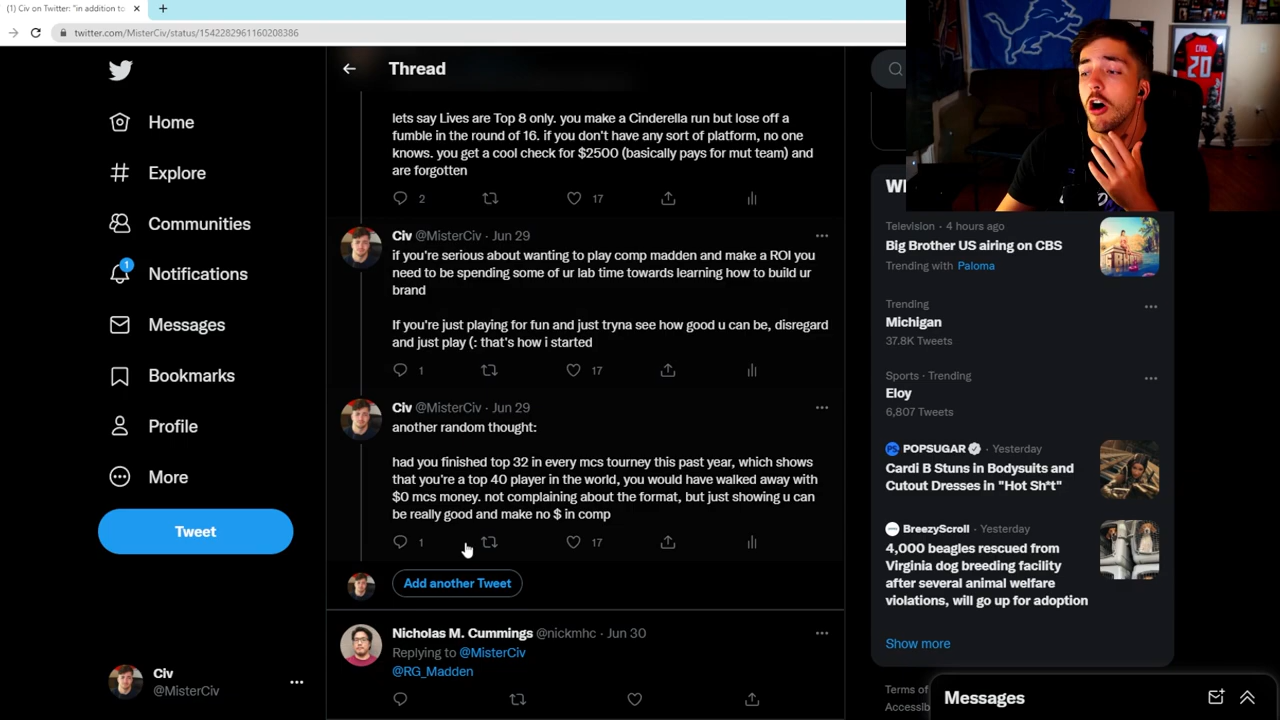 (1) Civ on Twitter: "in addition to
twitter.com/MisterCiv/status/1542282961160208386
Home
Explore
Communities
1
Notifications
Messages
Bookmarks
Profile
More
Tweet
Civ
@MisterCiv
Thread
lets say Lives are Top 8 only. you make a Cinderella run but lose off a
fumble in the round of 16. if you don't have any sort of platform, no one
knows. you get a cool check for $2500 (basically pays for mut team) and
are forgotten
2
17
Civ @MisterCiv · Jun 29
if you're serious about wanting to play comp madden and make a ROI you
need to be spending some of ur lab time towards learning how to build ur
brand
If you're just playing for fun and just tryna see how good u can be, disregard
and just play (: that's how i started
1
17
Civ @MisterCiv · Jun 29
another random thought:
had you finished top 32 in every mcs tourney this past year, which shows
that you're a top 40 player in the world, you would have walked away with
$0 mcs money. not complaining about the format, but just showing u can
be really good and make no $ in comp
1
17
Add another Tweet
Nicholas M. Cummings @nickmhc · Jun 30
Replying to @MisterCiv
@RG_Madden
Television · 4 hours ago
Big Brother US airing on CBS
Trending with Paloma
Trending
Michigan
37.8K Tweets
Sports · Trending
Eloy
6,807 Tweets
POPSUGAR · Yesterday
Cardi B Stuns in Bodysuits and
Cutout Dresses in "Hot Sh*t"
BreezyScroll · Yesterday
4,000 beagles rescued from
Virginia dog breeding facility
after several animal welfare
violations, will go up for adoption
Show more
Terms of
Messages
20